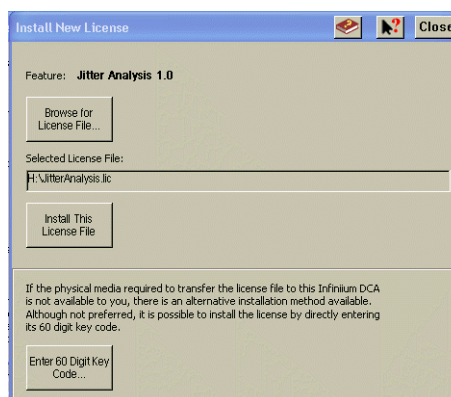 Install New License
?
Close
Feature: Jitter Analysis 1.0
Browse for
License File...
Selected License File:
H:\JitterAnalysis.lic
Install This
License File
If the physical media required to transfer the license file to this Infiniium DCA
is not available to you, there is an alternative installation method available.
Although not preferred, it is possible to install the license by directly entering
its 60 digit key code.
Enter 60 Digit Key
Code...